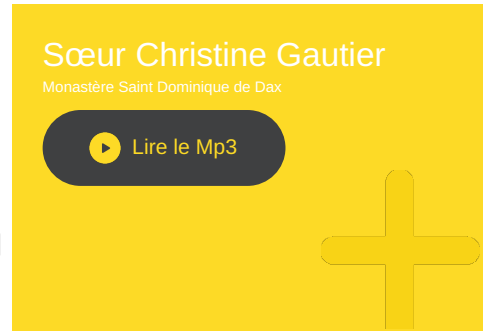 Sœur Christine Gautier
Monastère Saint Dominique de Dax
Lire le Mp3